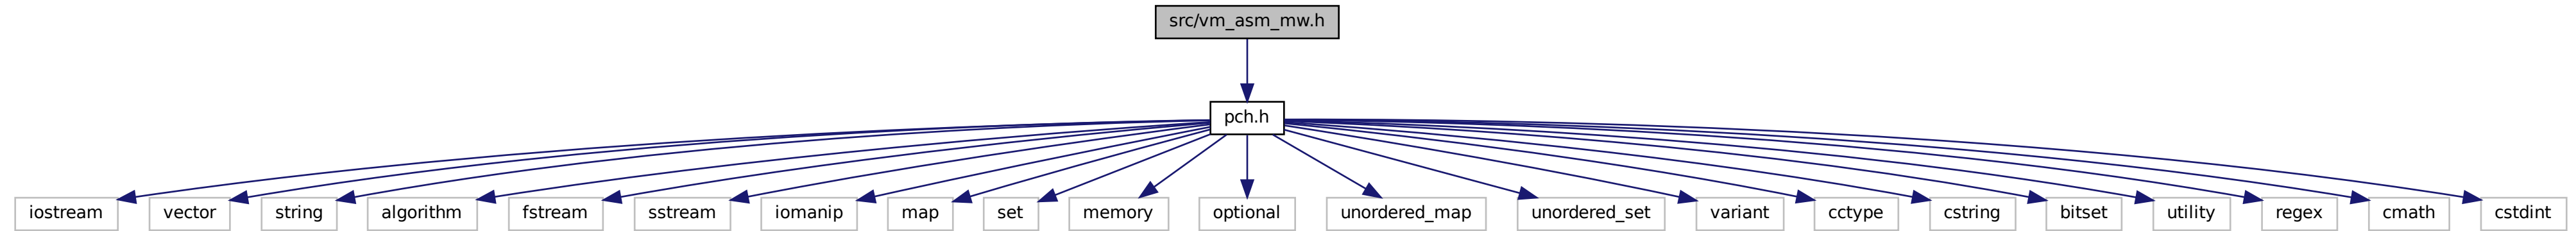 src/vm_asm_mw.h
pch.h
iostream
vector
string
algorithm
fstream
sstream
iomanip
map
set
memory
optional
unordered_map
unordered_set
variant
cctype
cstring
bitset
utility
regex
cmath
cstdint